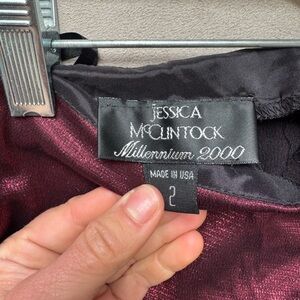 JESSICA
McCLINTOCK
Millennium 2000
MADE IN USA
2